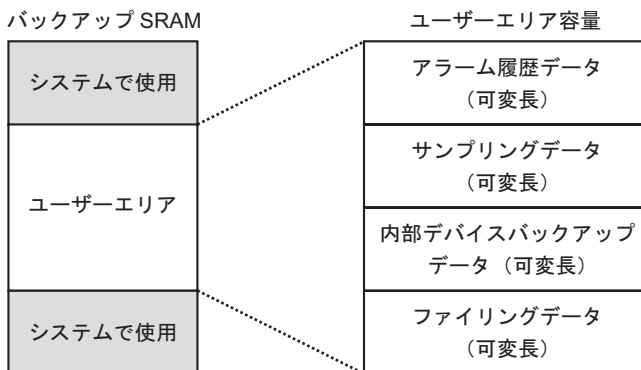 バックアップ SRAM
システムで使用
ユーザーエリア
システムで使用
ユーザーエリア容量
アラーム履歴データ
（可変長）
サンプリングデータ
（可変長）
内部デバイスバックアップ
データ（可変長）
ファイリングデータ
（可変長）